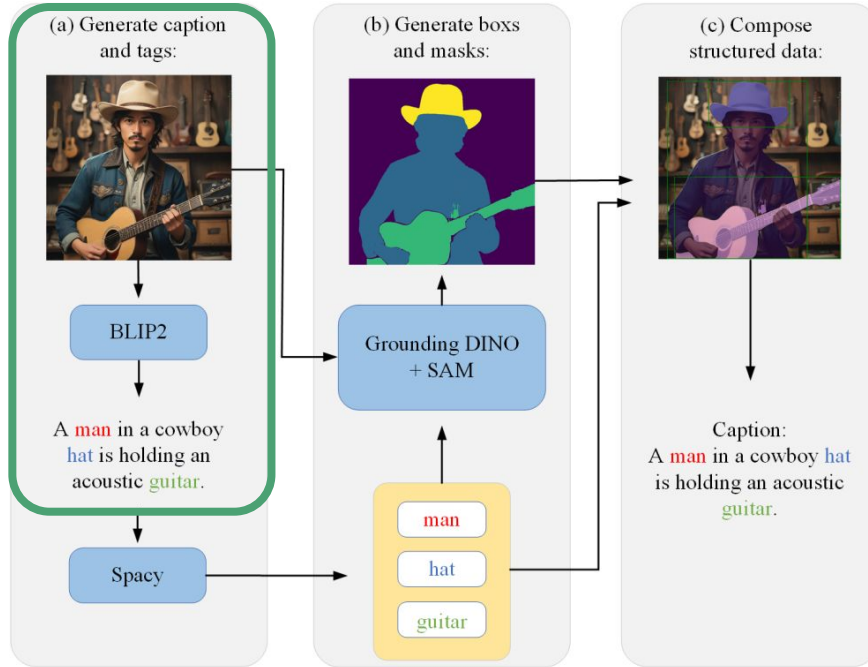 (a) Generate caption
and tags:
BLIP2
A man in a cowboy
hat is holding an
acoustic guitar.
Spacy
(b) Generate boxs
and masks:
Grounding DINO
+ SAM
man
hat
guitar
(c) Compose
structured data:
Caption:
A man in a cowboy hat
is holding an acoustic
guitar.